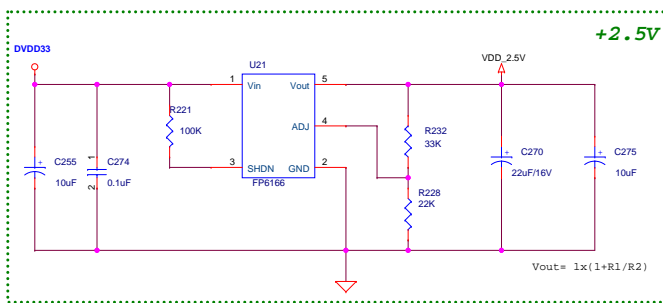 +2.5V
DVDD33
VDD_2.5V
U21
1 Vin Vout 5
R221
100K
ADJ 4
R232
33K
C255
10uF
1
C274
2
0.1uF
3 SHDN GND 2
FP6166
C270
22uF/16V
C275
10uF
R228
22K
Vout= 1x(1+R1/R2)